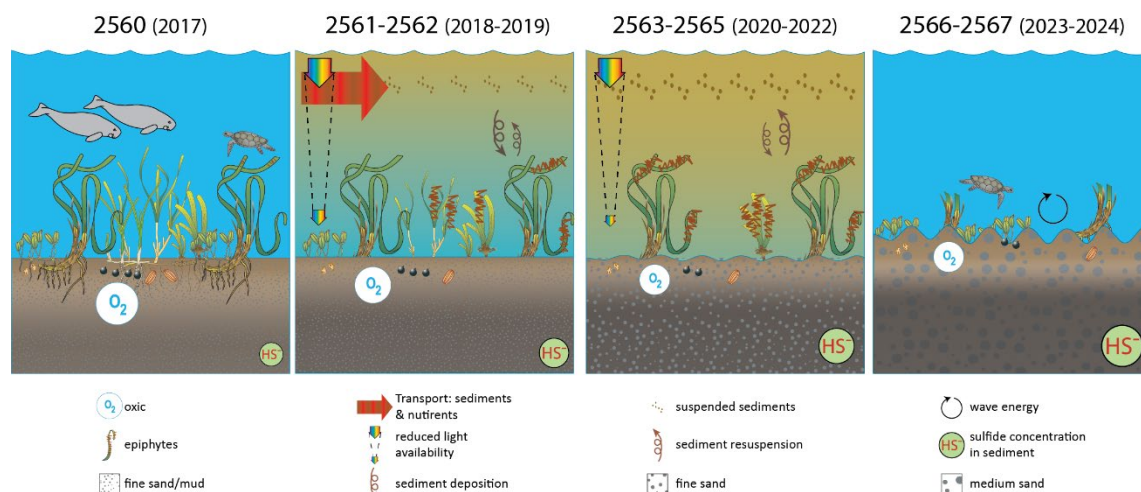 2560 (2017)
2561-2562 (2018-2019)
2563-2565 (2020-2022)
2566-2567 (2023-2024)
O₂
HS⁻
O₂
HS⁻
O₂
HS⁻
O₂
HS⁻
O₂ oxic
epiphytes
fine sand/mud
Transport: sediments
& nutrients
reduced light
availability
sediment deposition
suspended sediments
sediment resuspension
fine sand
wave energy
HS⁻ sulfide concentration
in sediment
medium sand